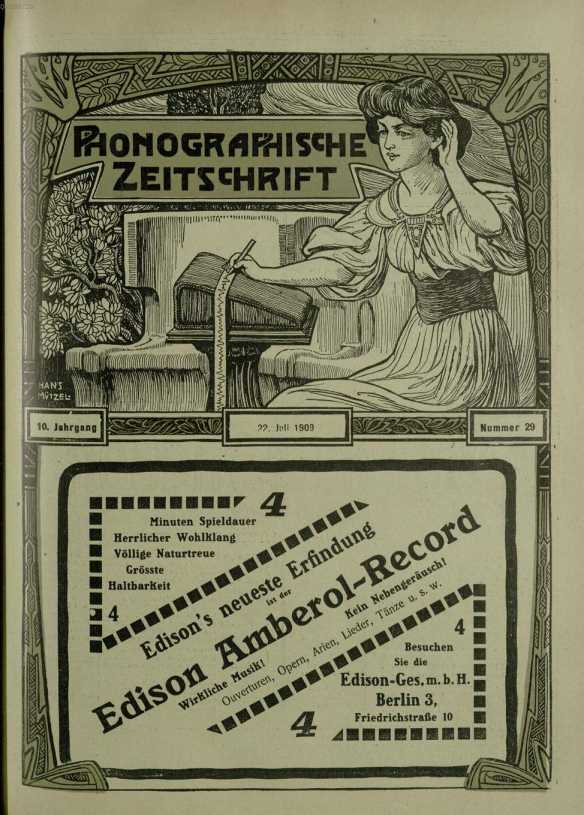 PHONOGRAPHISCHE
ZEITSCHRIFT
HANS
MÜTZEL
10. Jahrgang
22. Juli 1909
Nummer 29
4
Minuten Spieldauer
Herrlicher Wohlklang
Völlige Naturtreue
Grösste
Haltbarkeit
4
Edison's neueste Erfindung
ist der
Edison Amberol-Record
Wirkliche Musik!
Kein Nebengeräusch!
Ouverturen, Opern, Arien, Lieder, Tänze u. s. w.
4
Besuchen
Sie die
Edison-Ges. m. b. H.
Berlin 3,
Friedrichstraße 10
4